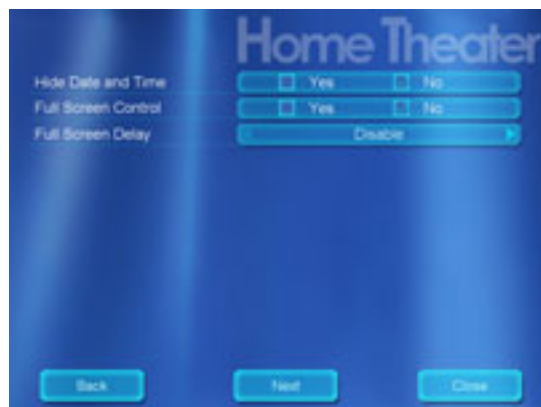 Home Theater
Hide Date and Time Yes No
Full Screen Control Yes No
Full Screen Delay Disable
Back Next Close